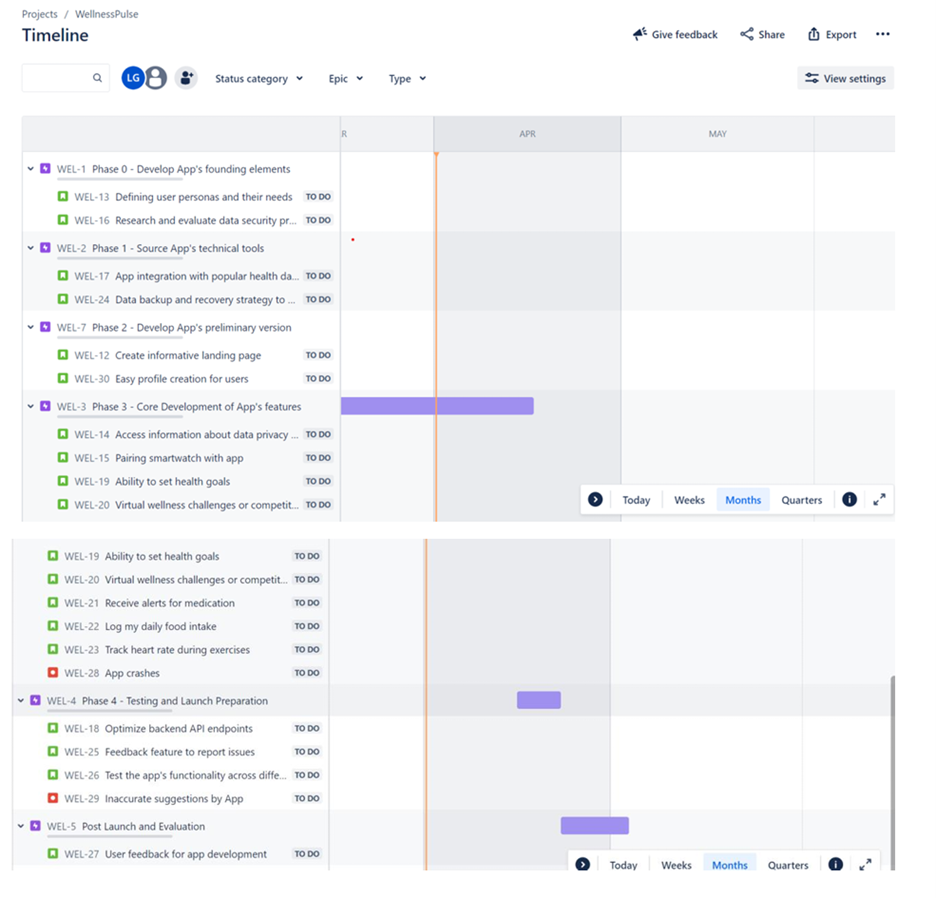 Projects / WellnessPulse
Timeline
Give feedback Share Export
LG Status category Epic Type View settings
R APR MAY
WEL-1 Phase 0 - Develop App's founding elements
WEL-13 Defining user personas and their needs TO DO
WEL-16 Research and evaluate data security pr... TO DO
WEL-2 Phase 1 - Source App's technical tools
WEL-17 App integration with popular health da... TO DO
WEL-24 Data backup and recovery strategy to ... TO DO
WEL-7 Phase 2 - Develop App's preliminary version
WEL-12 Create informative landing page TO DO
WEL-30 Easy profile creation for users TO DO
WEL-3 Phase 3 - Core Development of App's features
WEL-14 Access information about data privacy ... TO DO
WEL-15 Pairing smartwatch with app TO DO
WEL-19 Ability to set health goals TO DO
WEL-20 Virtual wellness challenges or competit... TO DO
Today Weeks Months Quarters
WEL-19 Ability to set health goals TO DO
WEL-20 Virtual wellness challenges or competit... TO DO
WEL-21 Receive alerts for medication TO DO
WEL-22 Log my daily food intake TO DO
WEL-23 Track heart rate during exercises TO DO
WEL-28 App crashes TO DO
WEL-4 Phase 4 - Testing and Launch Preparation
WEL-18 Optimize backend API endpoints TO DO
WEL-25 Feedback feature to report issues TO DO
WEL-26 Test the app's functionality across diffe... TO DO
WEL-29 Inaccurate suggestions by App TO DO
WEL-5 Post Launch and Evaluation
WEL-27 User feedback for app development TO DO
Today Weeks Months Quarters